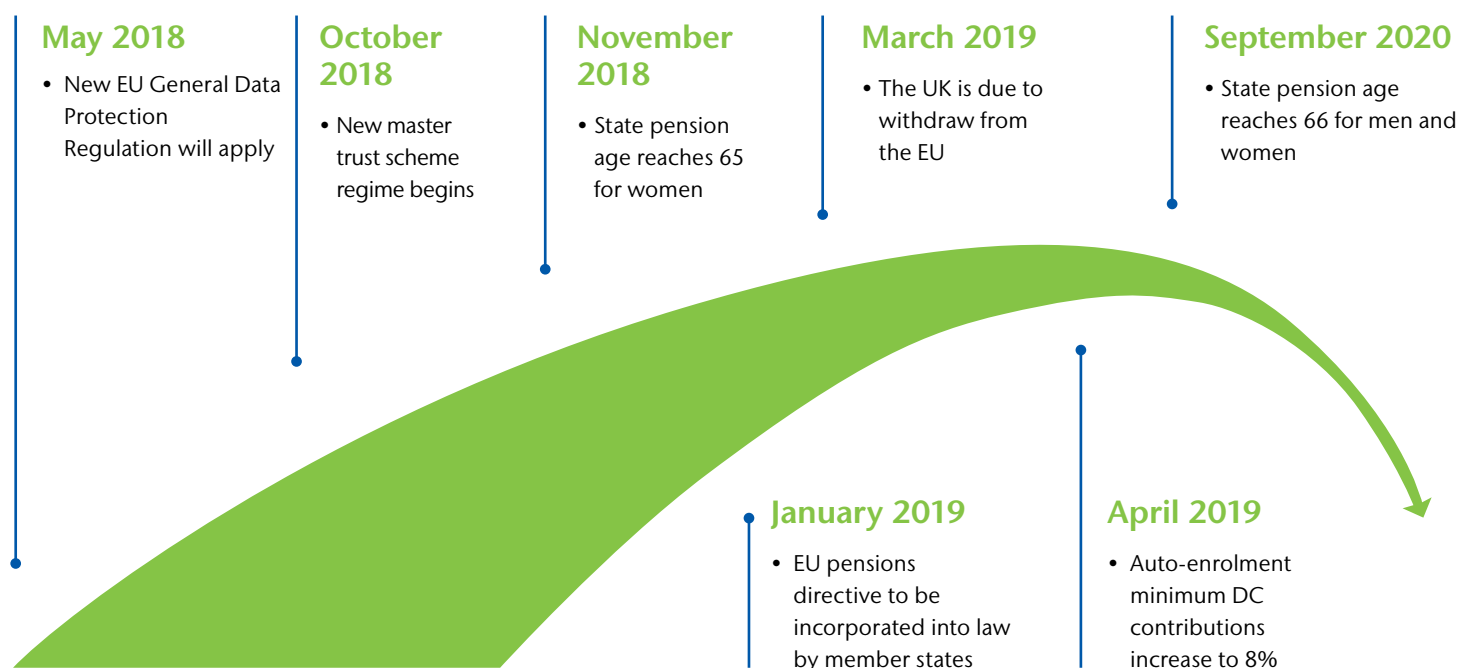 May 2018
• New EU General Data
Protection
Regulation will apply
October
2018
• New master
trust scheme
regime begins
November
2018
• State pension
age reaches 65
for women
March 2019
• The UK is due to
withdraw from
the EU
September 2020
• State pension age
reaches 66 for men and
women
January 2019
• EU pensions
directive to be
incorporated into law
by member states
April 2019
• Auto-enrolment
minimum DC
contributions
increase to 8%